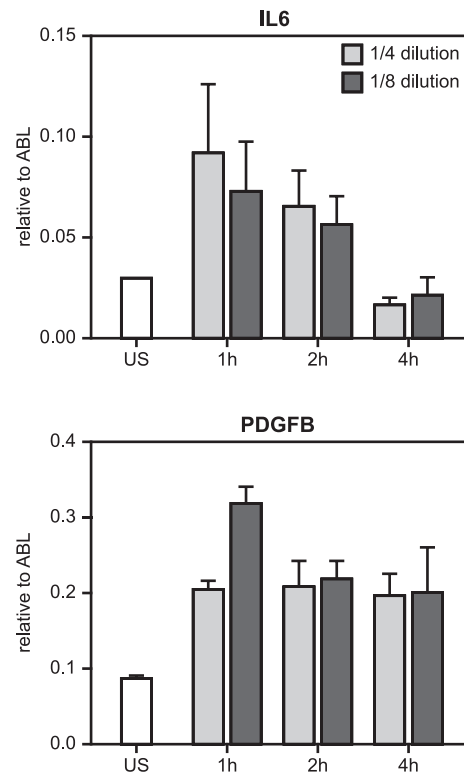 IL6
0.15
0.10
0.05
0.00
relative to ABL
1/4 dilution
1/8 dilution
US 1h 2h 4h
PDGFB
0.4
0.3
0.2
0.1
0.0
relative to ABL
US 1h 2h 4h